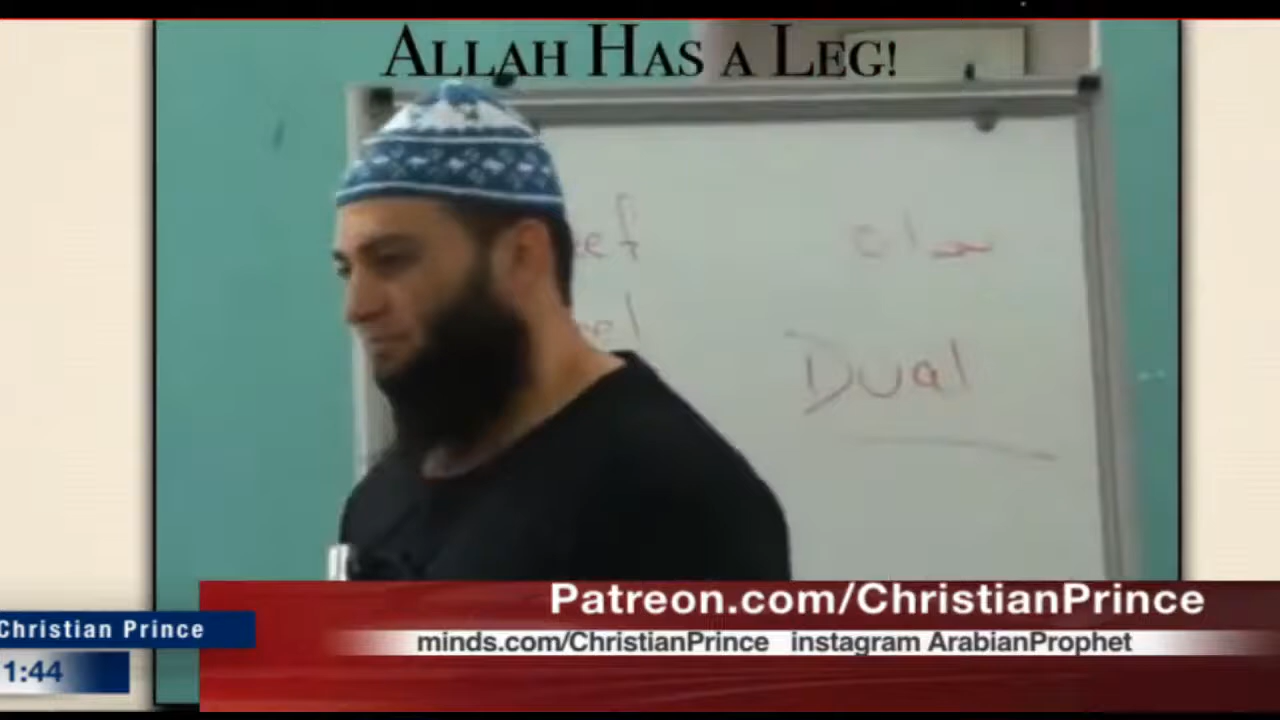 ALLAH HAS A LEG!
Dual
Patreon.com/ChristianPrince
Christian Prince
minds.com/ChristianPrince instagram ArabianProphet
1:44